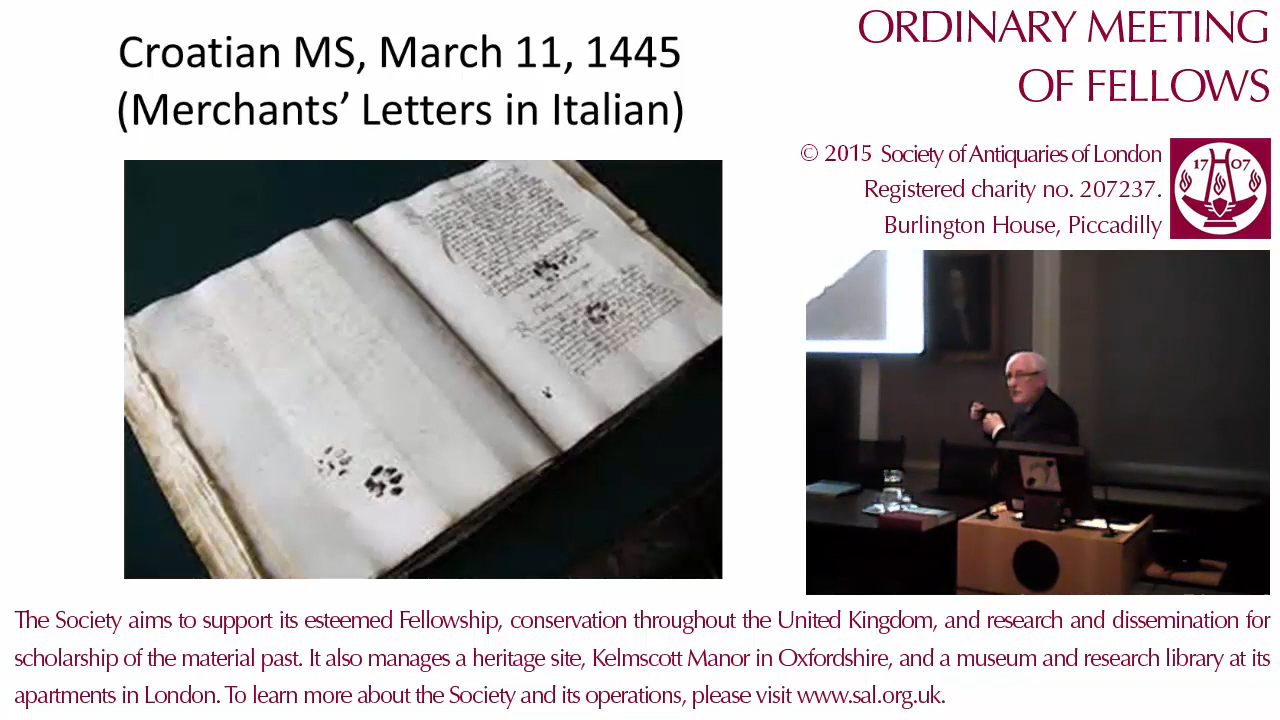 Croatian MS, March 11, 1445
(Merchants’ Letters in Italian)
ORDINARY MEETING
OF FELLOWS
© 2015 Society of Antiquaries of London
Registered charity no. 207237.
Burlington House, Piccadilly
17 07
The Society aims to support its esteemed Fellowship, conservation throughout the United Kingdom, and research and dissemination for
scholarship of the material past. It also manages a heritage site, Kelmscott Manor in Oxfordshire, and a museum and research library at its
apartments in London. To learn more about the Society and its operations, please visit www.sal.org.uk.